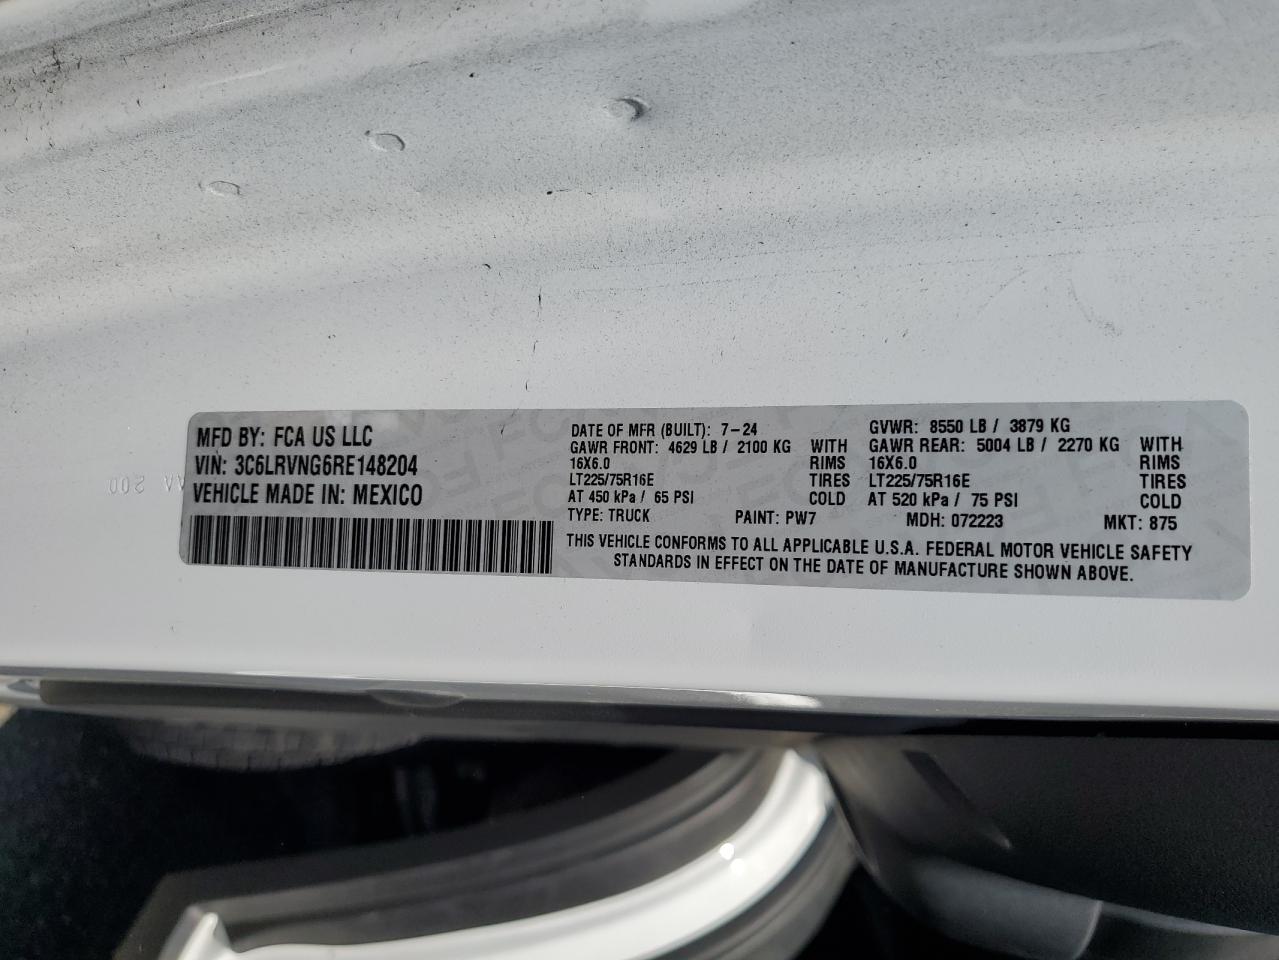 MFD BY: FCA US LLC
VIN: 3C6LRVNG6RE148204
VEHICLE MADE IN: MEXICO
DATE OF MFR (BUILT): 7-24
GAWR FRONT: 4629 LB / 2100 KG WITH
16X6.0 RIMS
LT225/75R16E TIRES
AT 450 kPa / 65 PSI COLD
GVWR: 8550 LB / 3879 KG
GAWR REAR: 5004 LB / 2270 KG WITH
16X6.0 RIMS
LT225/75R16E TIRES
AT 520 kPa / 75 PSI COLD
TYPE: TRUCK PAINT: PW7 MDH: 072223 MKT: 875
THIS VEHICLE CONFORMS TO ALL APPLICABLE U.S.A. FEDERAL MOTOR VEHICLE SAFETY
STANDARDS IN EFFECT ON THE DATE OF MANUFACTURE SHOWN ABOVE.